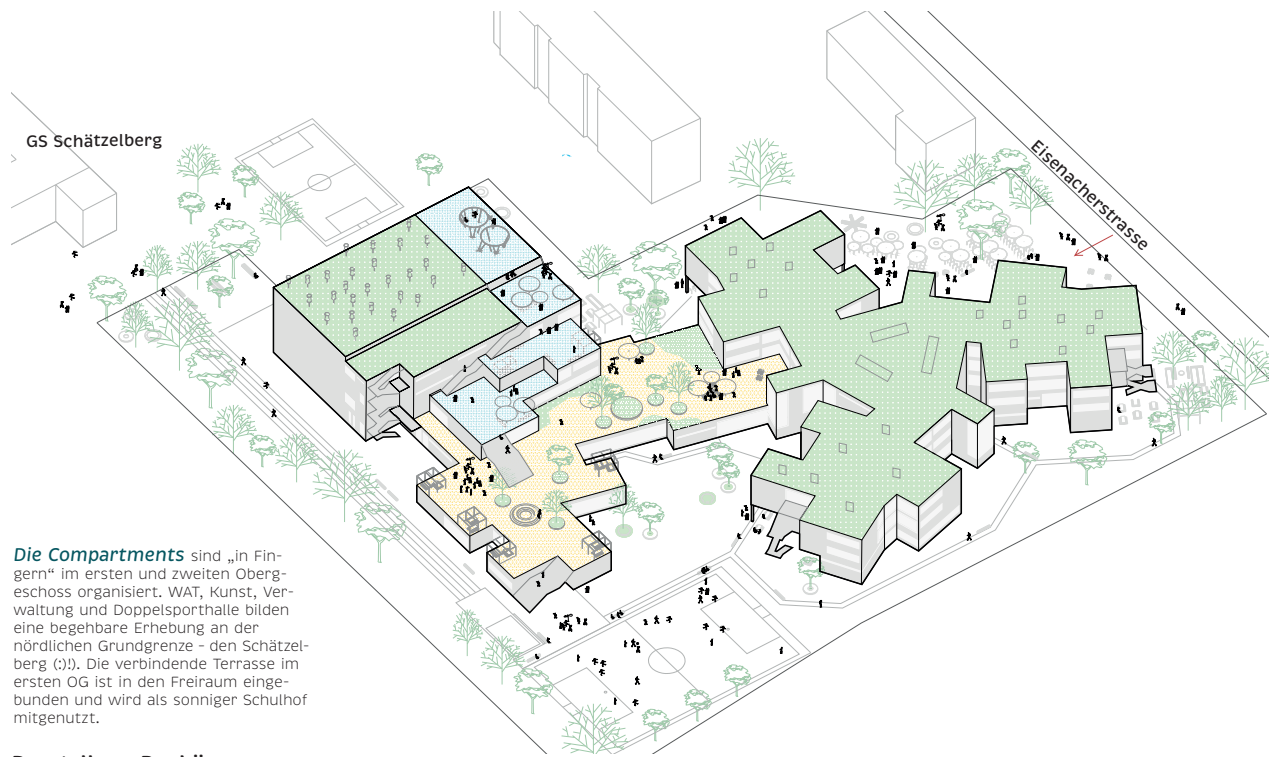 GS Schätzelberg
Eisenacherstrasse
Die Compartments sind „in Fin-
gern“ im ersten und zweiten Oberg-
eschoss organisiert. WAT, Kunst, Ver-
waltung und Doppelsporthalle bilden
eine begehbare Erhebung an der
nördlichen Grundgrenze - den Schätzel-
berg (:)!). Die verbindende Terrasse im
ersten OG ist in den Freiraum einge-
bunden und wird als sonniger Schulhof
mitgenutzt.